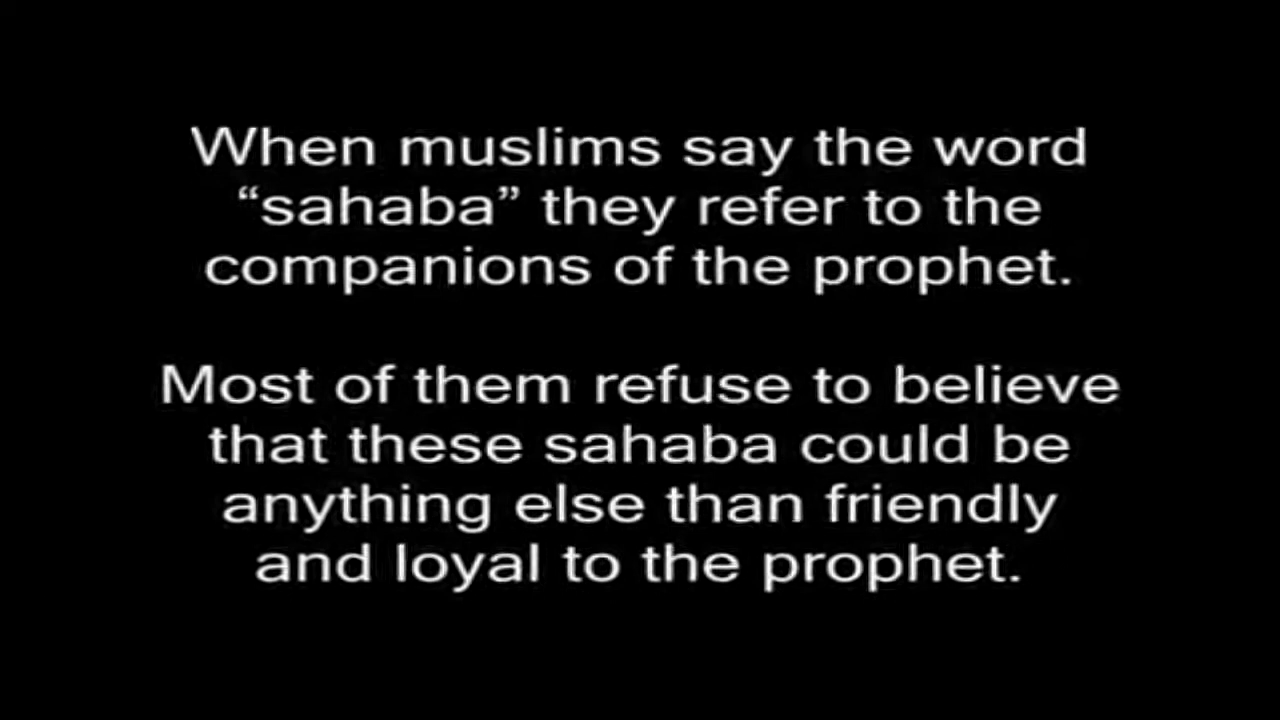 When muslims say the word
“sahaba” they refer to the
companions of the prophet.
Most of them refuse to believe
that these sahaba could be
anything else than friendly
and loyal to the prophet.